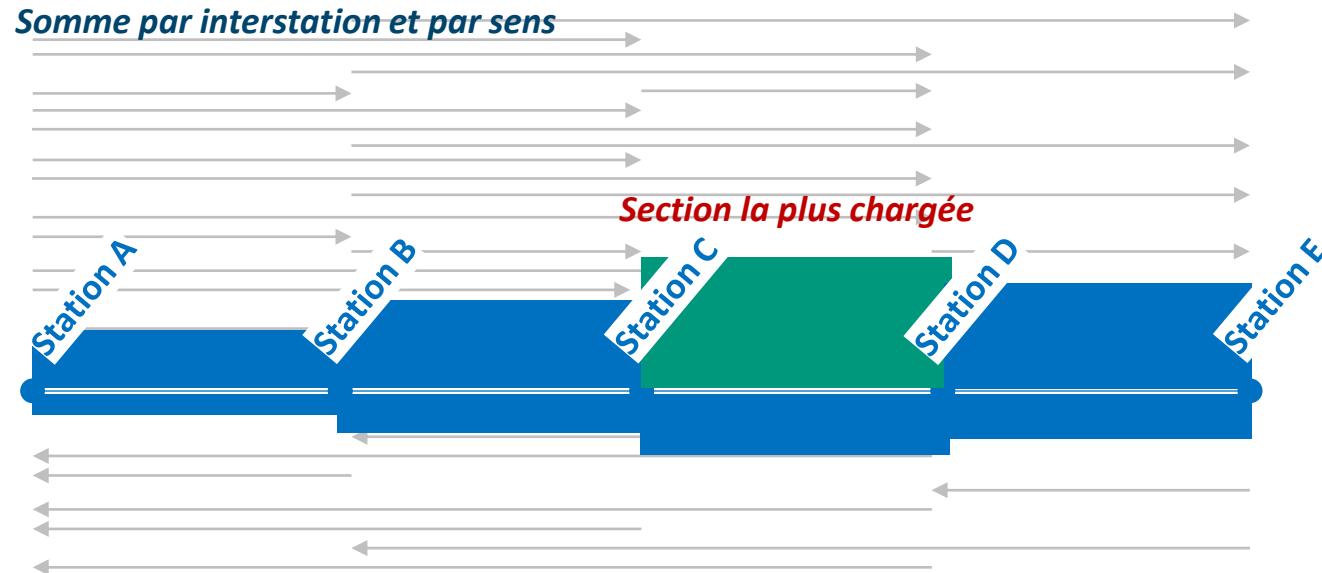 Somme par interstation et par sens
Section la plus chargée
Station A
Station B
Station C
Station D
Station E